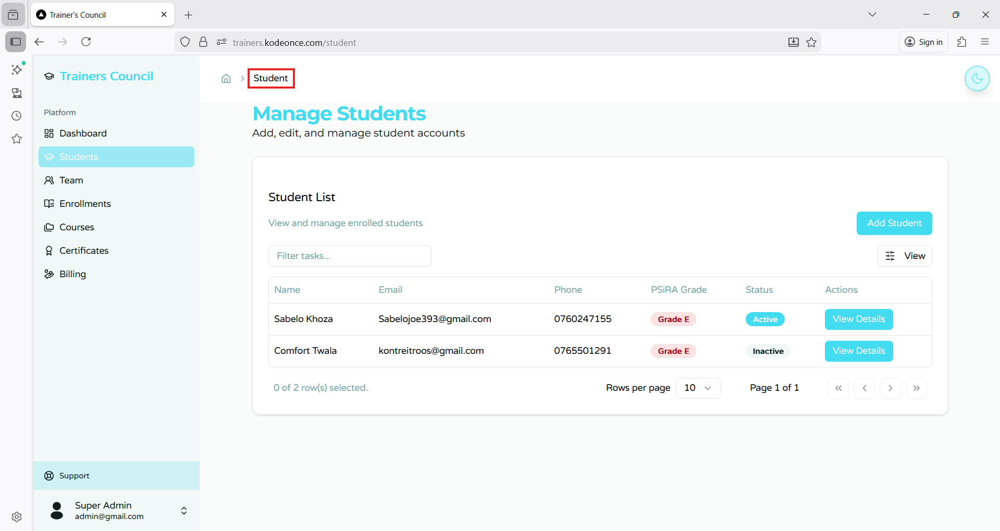 Trainer's Council
trainers.kodeonce.com/student
Sign in
Trainers Council
Platform
Dashboard
Students
Team
Enrollments
Courses
Certificates
Billing
Support
Super Admin
admin@gmail.com
Student
Manage Students
Add, edit, and manage student accounts
Student List
View and manage enrolled students
Add Student
Filter tasks...
View
Name Email Phone PSiRA Grade Status Actions
Sabelo Khoza Sabelojoe393@gmail.com 0760247155 Grade E Active View Details
Comfort Twala kontreitroos@gmail.com 0765501291 Grade E Inactive View Details
0 of 2 row(s) selected. Rows per page 10 Page 1 of 1